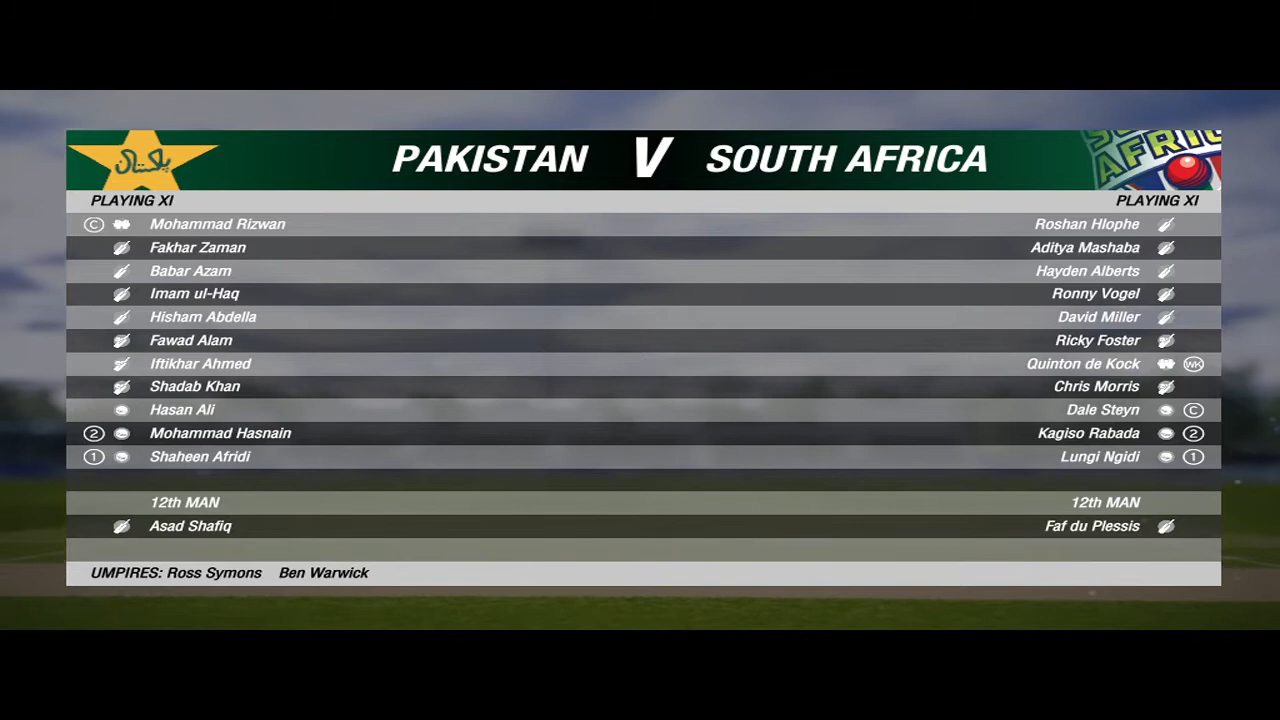 پاکستان
PAKISTAN V SOUTH AFRICA
AFRIC
PLAYING XI PLAYING XI
C Mohammad Rizwan Roshan Hlophe
Fakhar Zaman Aditya Mashaba
Babar Azam Hayden Alberts
Imam ul-Haq Ronny Vogel
Hisham Abdella David Miller
Fawad Alam Ricky Foster
Iftikhar Ahmed Quinton de Kock WK
Shadab Khan Chris Morris
Hasan Ali Dale Steyn C
2 Mohammad Hasnain Kagiso Rabada 2
1 Shaheen Afridi Lungi Ngidi 1
12th MAN 12th MAN
Asad Shafiq Faf du Plessis
UMPIRES: Ross Symons Ben Warwick